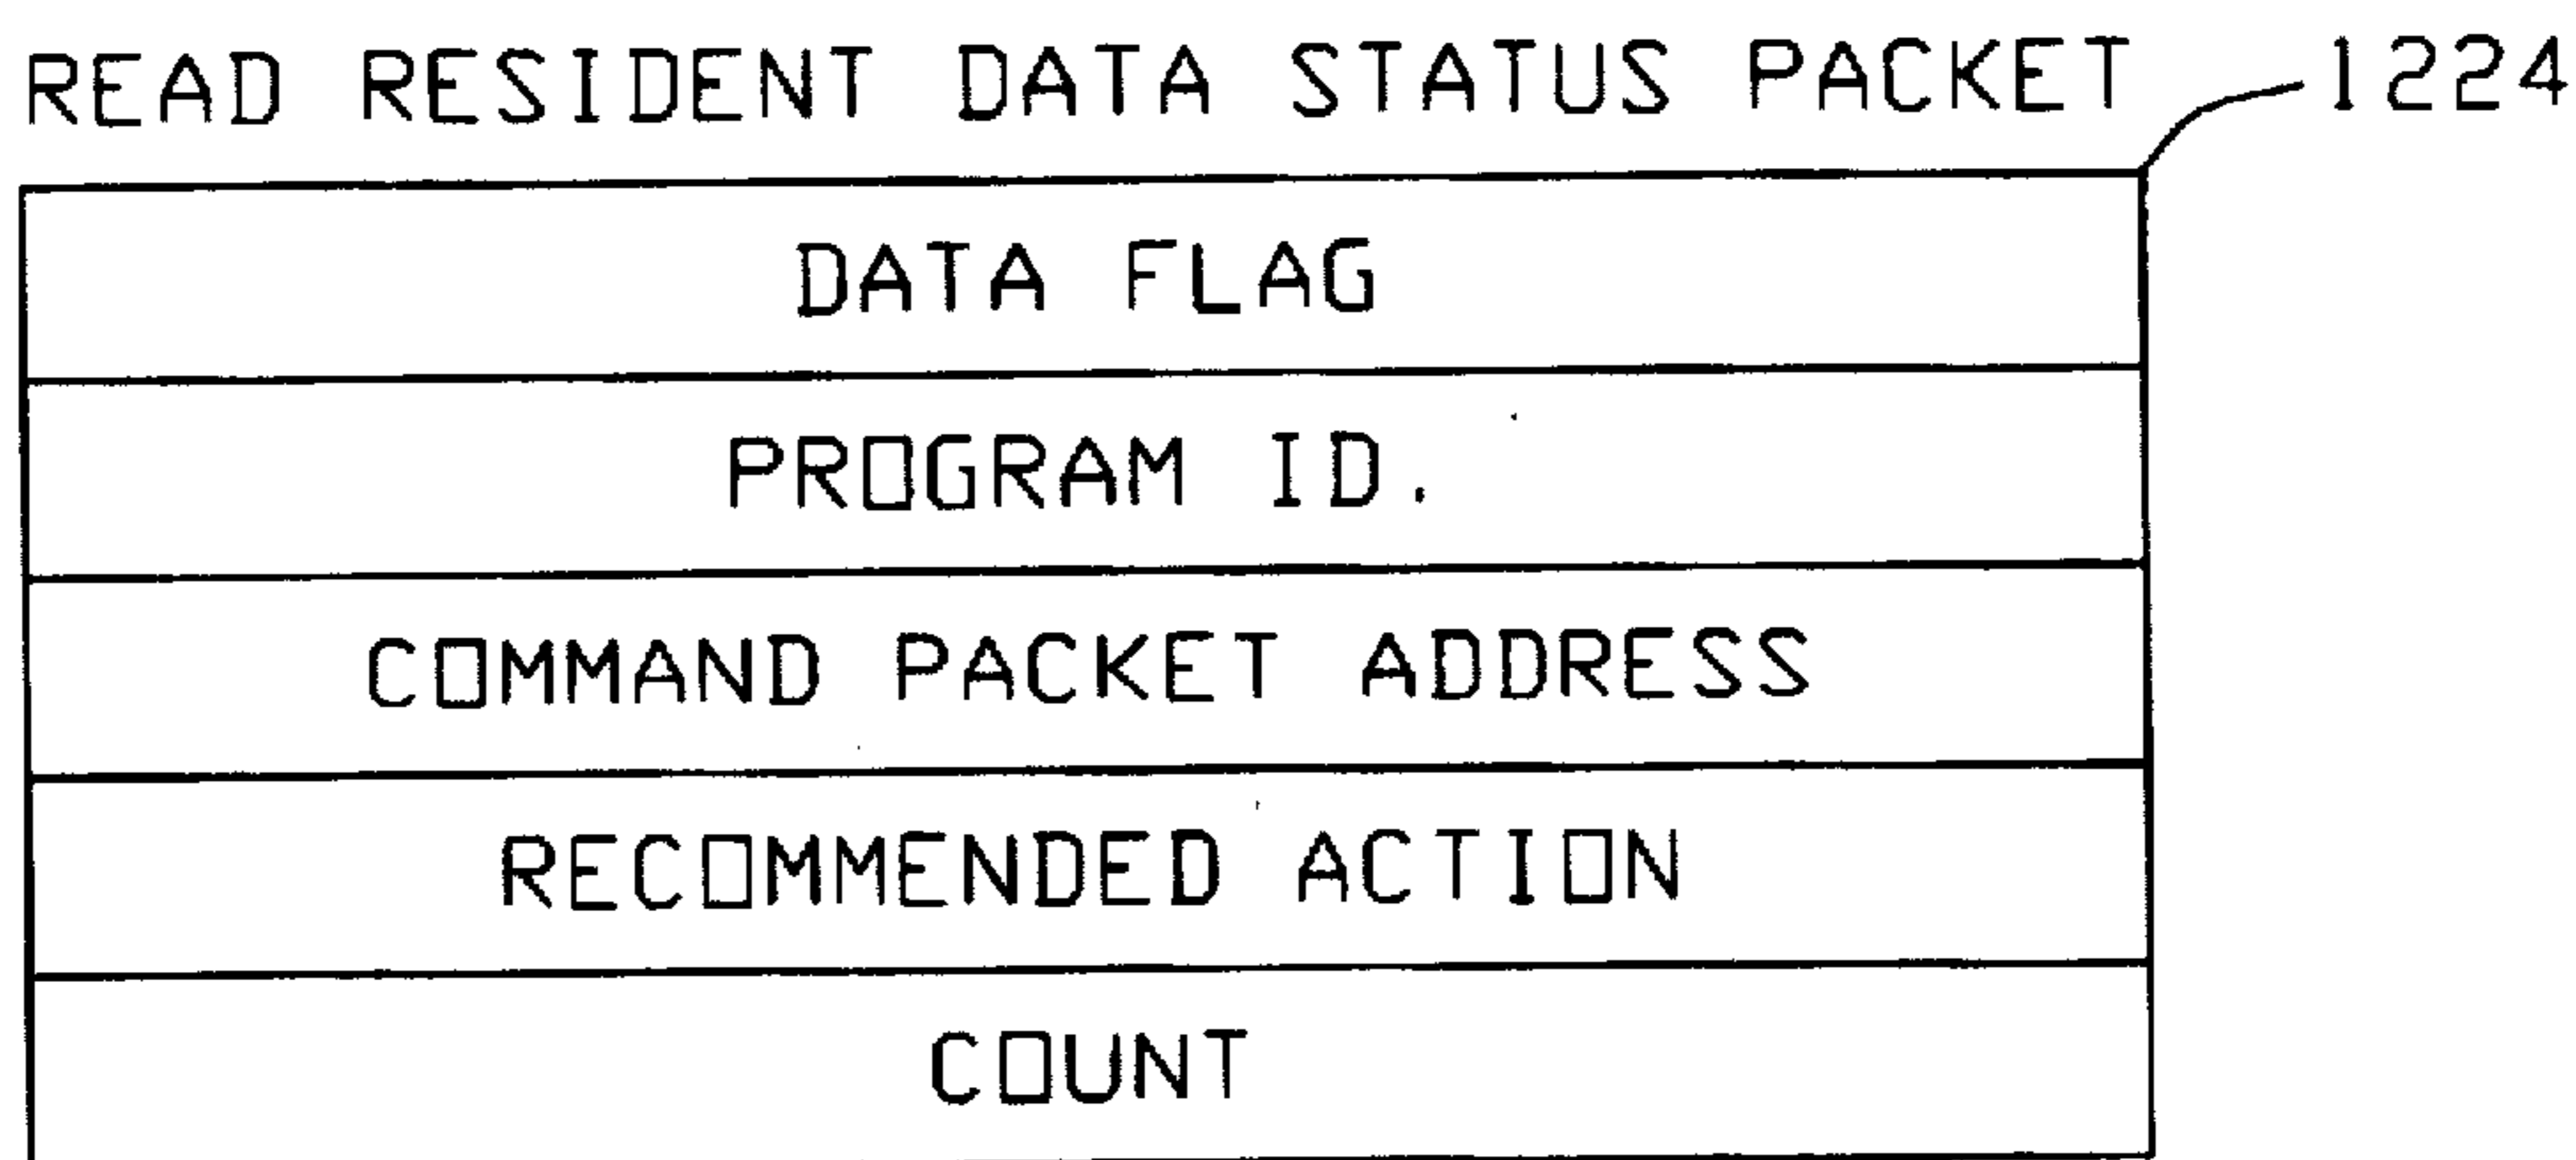 READ RESIDENT DATA STATUS PACKET 1224
DATA FLAG
PROGRAM ID.
COMMAND PACKET ADDRESS
RECOMMENDED ACTION
COUNT